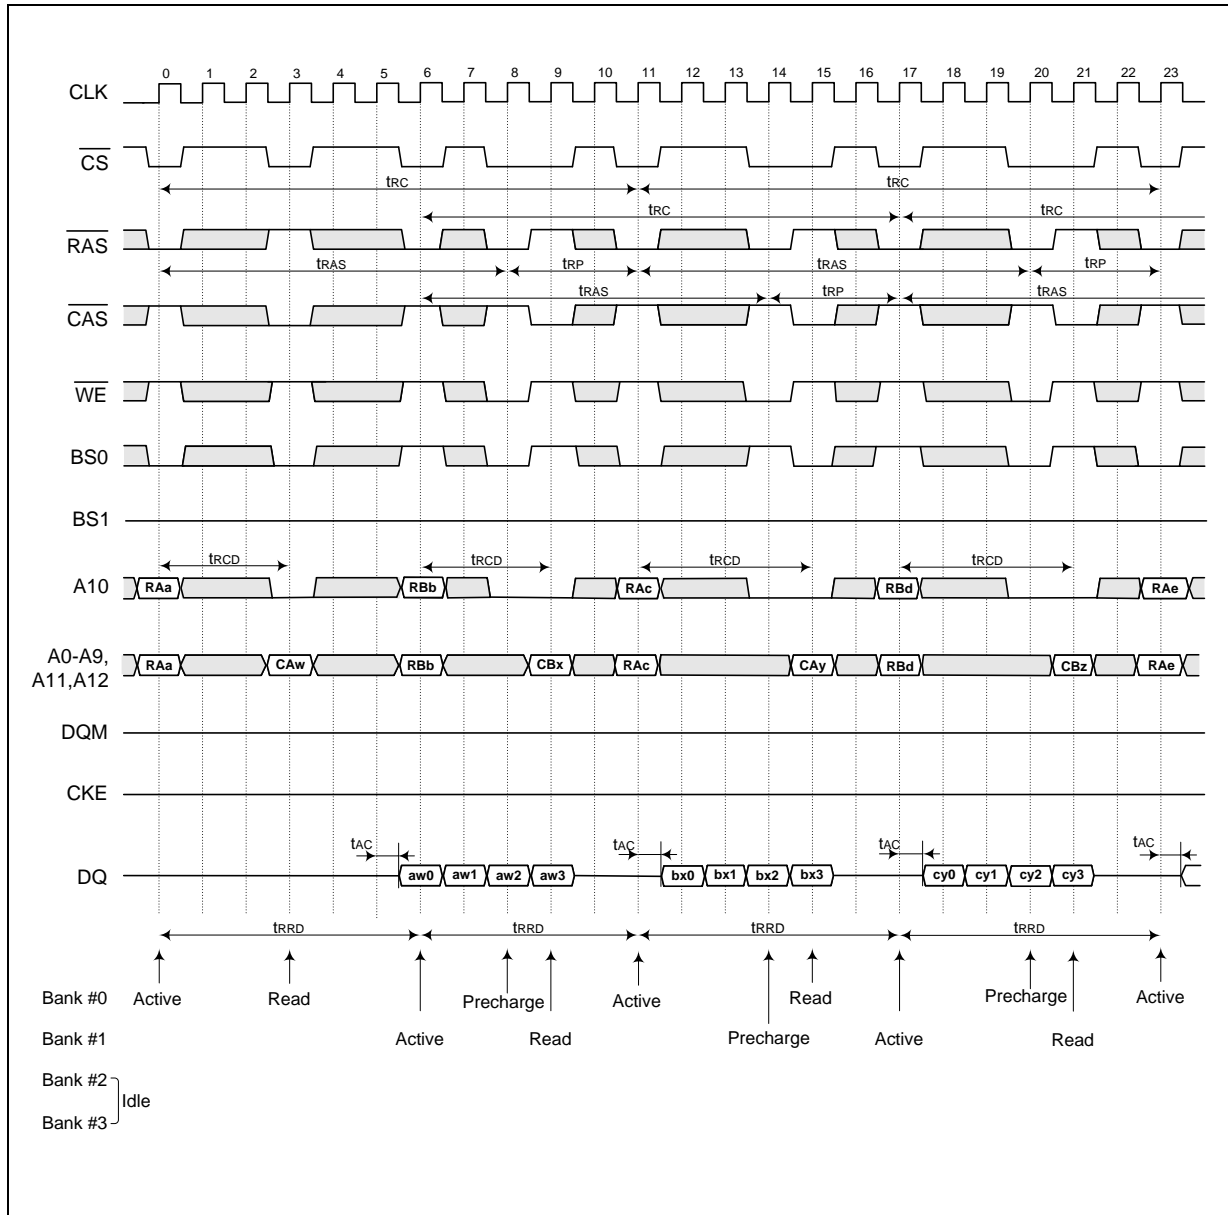 0 1 2 3 4 5 6 7 8 9 10 11 12 13 14 15 16 17 18 19 20 21 22 23
CLK
CS
tRC tRC
tRC tRC
RAS
tRAS tRP tRAS tRP
tRAS tRP tRAS
CAS
WE
BS0
BS1
tRCD tRCD tRCD tRCD
A10 RAa RBb RAc RBd RAe
A0-A9,
A11,A12
RAa CAw RBb CBx RAc CAy RBd CBz RAe
DQM
CKE
tAC tAC tAC tAC
DQ aw0 aw1 aw2 aw3 bx0 bx1 bx2 bx3 cy0 cy1 cy2 cy3
tRRD tRRD tRRD tRRD
Bank #0 Active Read Precharge Active Read Precharge Active
Bank #1 Active Read Precharge Active Read
Bank #2
Idle
Bank #3